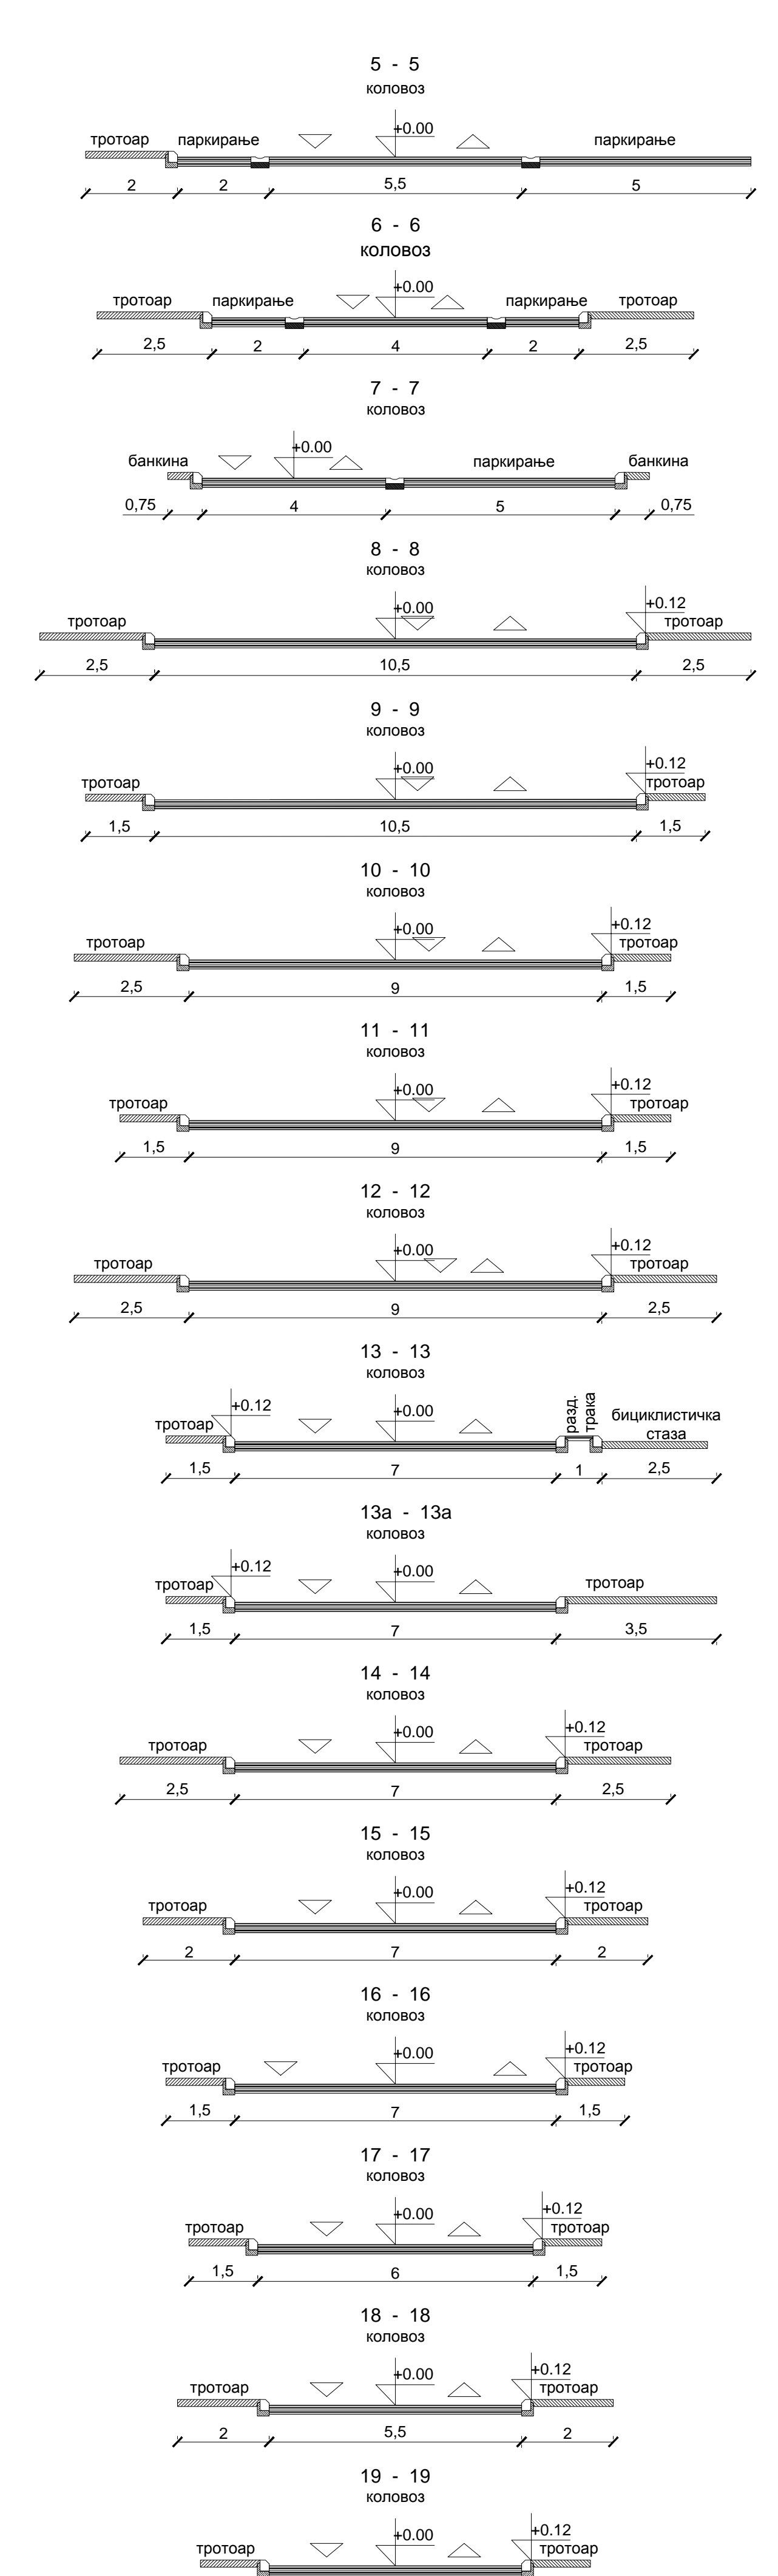 5 - 5
коловоз
+0.00
тротоар паркирање паркирање
2 2 5,5 5
6 - 6
коловоз
+0.00
тротоар паркирање паркирање тротоар
2,5 2 4 2 2,5
7 - 7
коловоз
+0.00
банкина паркирање банкина
0,75 4 5 0,75
8 - 8
коловоз
+0.00 +0.12
тротоар тротоар
2,5 10,5 2,5
9 - 9
коловоз
+0.00 +0.12
тротоар тротоар
1,5 10,5 1,5
10 - 10
коловоз
+0.00 +0.12
тротоар тротоар
2,5 9 1,5
11 - 11
коловоз
+0.00 +0.12
тротоар тротоар
1,5 9 1,5
12 - 12
коловоз
+0.00 +0.12
тротоар тротоар
2,5 9 2,5
13 - 13
коловоз
+0.12 +0.00
тротоар
разд.
трака
бициклистичка
стаза
1,5 7 1 2,5
13а - 13а
коловоз
+0.12 +0.00
тротоар тротоар
1,5 7 3,5
14 - 14
коловоз
+0.00 +0.12
тротоар тротоар
2,5 7 2,5
15 - 15
коловоз
+0.00 +0.12
тротоар тротоар
2 7 2
16 - 16
коловоз
+0.00 +0.12
тротоар тротоар
1,5 7 1,5
17 - 17
коловоз
+0.00 +0.12
тротоар тротоар
1,5 6 1,5
18 - 18
коловоз
+0.00 +0.12
тротоар тротоар
2 5,5 2
19 - 19
коловоз
+0.00 +0.12
тротоар тротоар